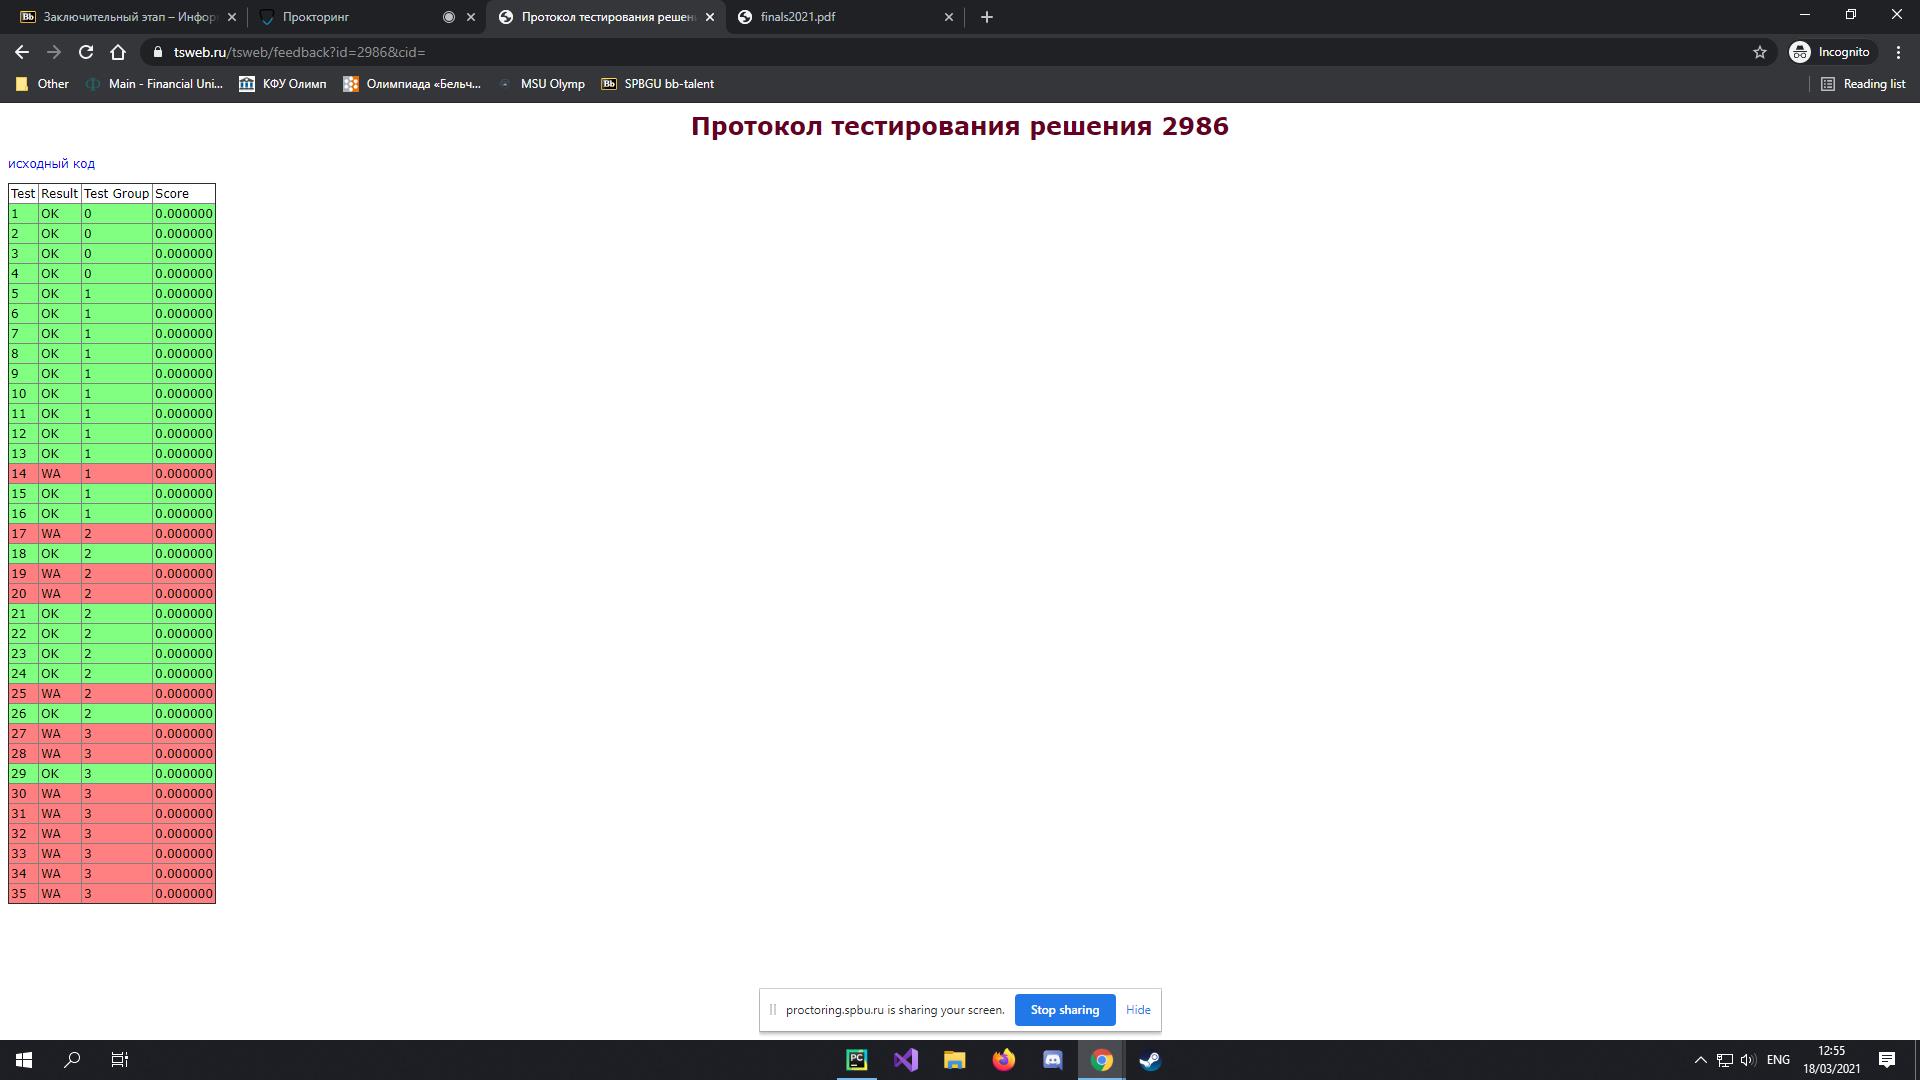 Заключительный этап – Инфор
Прокторинг
Протокол тестирования решен
finals2021.pdf
tsweb.ru/tsweb/feedback?id=2986&cid=
Incognito
Other
Main - Financial Uni...
КФУ Олимп
Олимпиада «Бельч...
MSU Olymp
SPBGU bb-talent
Reading list
Протокол тестирования решения 2986
исходный код
Test Result Test Group Score
1 OK 0 0.000000
2 OK 0 0.000000
3 OK 0 0.000000
4 OK 0 0.000000
5 OK 1 0.000000
6 OK 1 0.000000
7 OK 1 0.000000
8 OK 1 0.000000
9 OK 1 0.000000
10 OK 1 0.000000
11 OK 1 0.000000
12 OK 1 0.000000
13 OK 1 0.000000
14 WA 1 0.000000
15 OK 1 0.000000
16 OK 1 0.000000
17 WA 2 0.000000
18 OK 2 0.000000
19 WA 2 0.000000
20 WA 2 0.000000
21 OK 2 0.000000
22 OK 2 0.000000
23 OK 2 0.000000
24 OK 2 0.000000
25 WA 2 0.000000
26 OK 2 0.000000
27 WA 3 0.000000
28 WA 3 0.000000
29 OK 3 0.000000
30 WA 3 0.000000
31 WA 3 0.000000
32 WA 3 0.000000
33 WA 3 0.000000
34 WA 3 0.000000
35 WA 3 0.000000
proctoring.spbu.ru is sharing your screen.
Stop sharing
Hide
ENG
12:55
18/03/2021